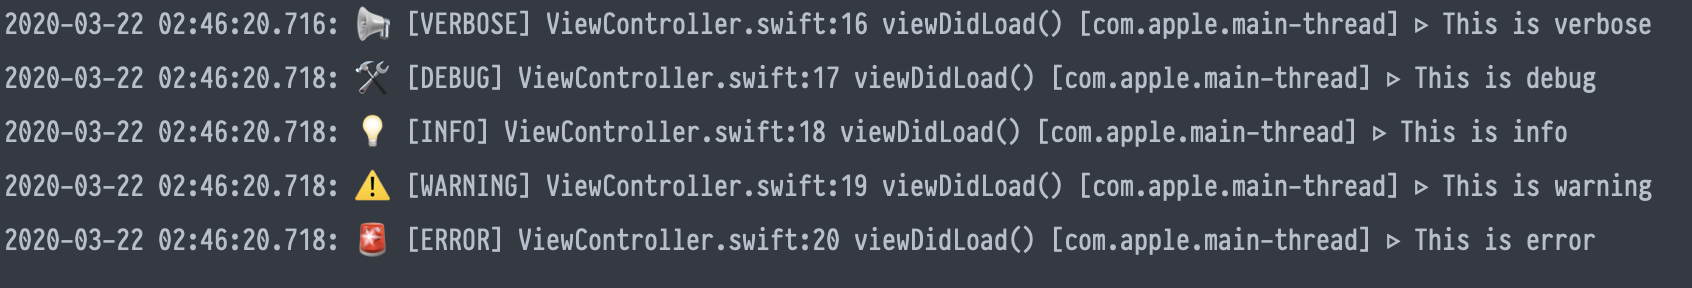 2020-03-22 02:46:20.716: 📢 [VERBOSE] ViewController.swift:16 viewDidLoad() [com.apple.main-thread] ▹ This is verbose
2020-03-22 02:46:20.718: 🛠 [DEBUG] ViewController.swift:17 viewDidLoad() [com.apple.main-thread] ▹ This is debug
2020-03-22 02:46:20.718: 💡 [INFO] ViewController.swift:18 viewDidLoad() [com.apple.main-thread] ▹ This is info
2020-03-22 02:46:20.718: ⚠️ [WARNING] ViewController.swift:19 viewDidLoad() [com.apple.main-thread] ▹ This is warning
2020-03-22 02:46:20.718: 🚨 [ERROR] ViewController.swift:20 viewDidLoad() [com.apple.main-thread] ▹ This is error